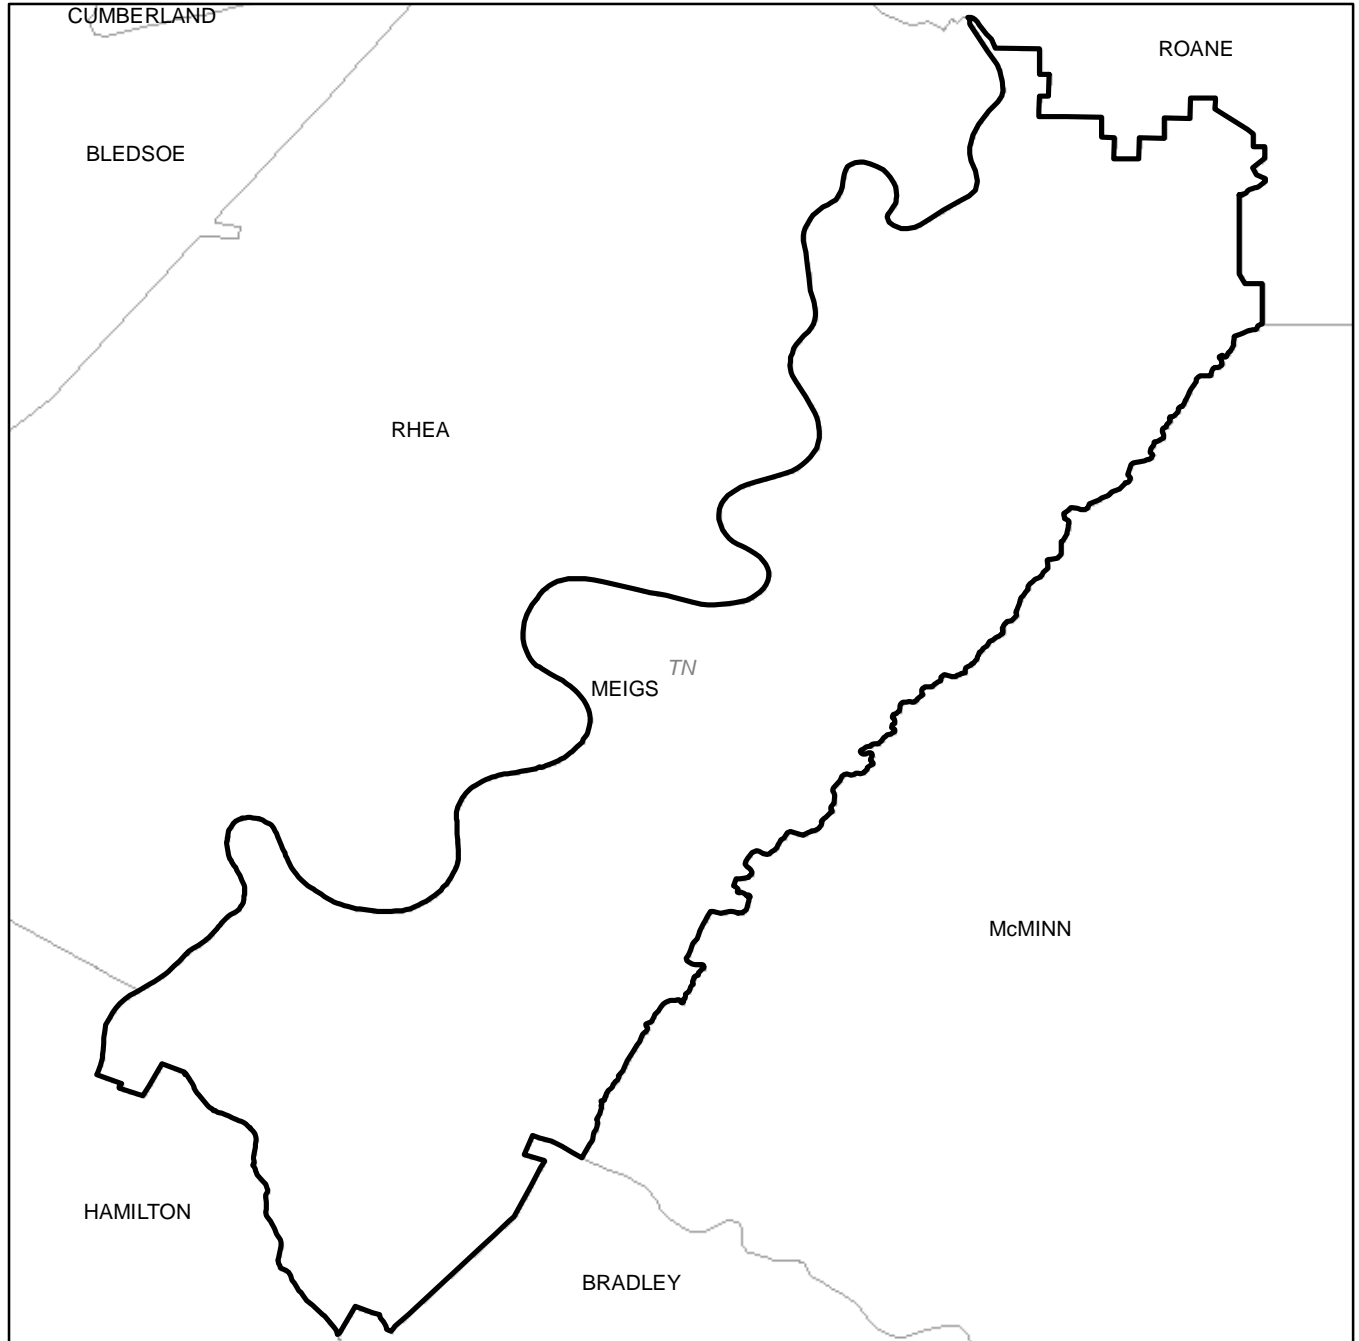 CUMBERLAND
ROANE
BLEDSOE
RHEA
TN
MEIGS
McMINN
HAMILTON
BRADLEY